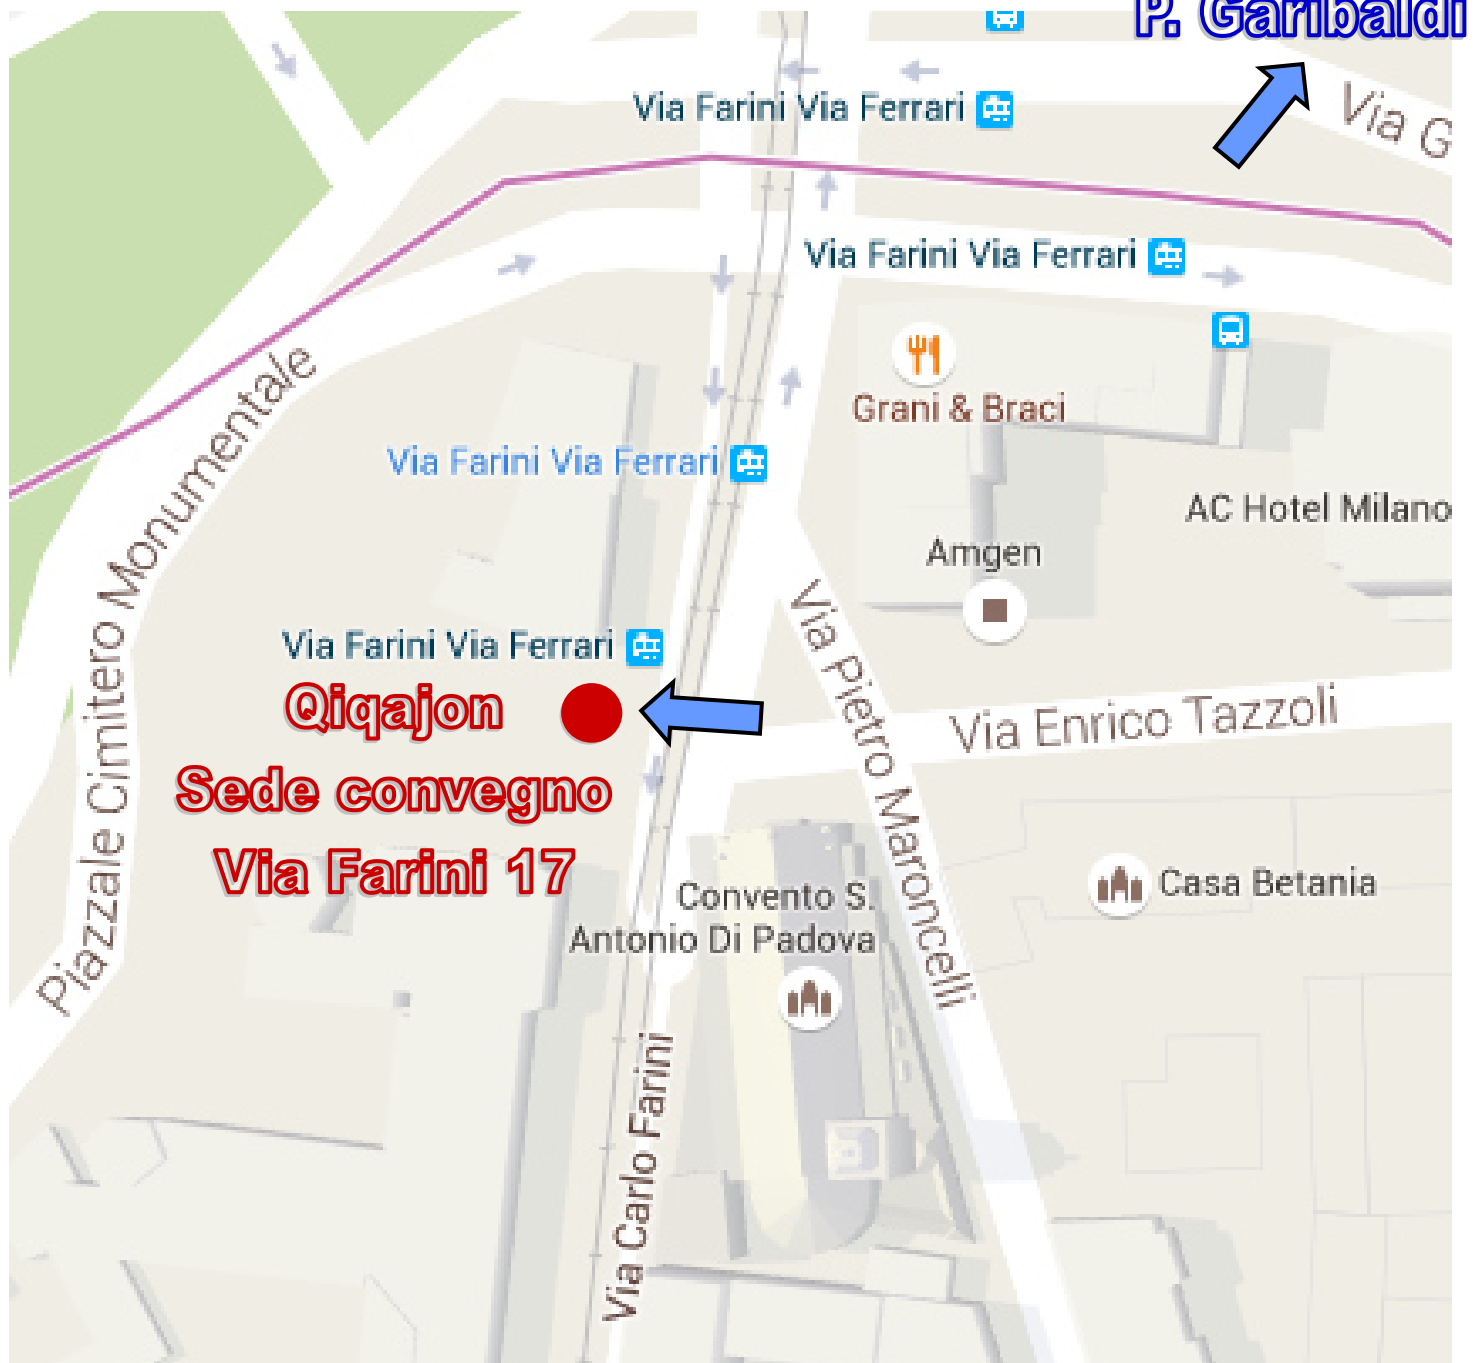 P. Garibaldi
Via Farini Via Ferrari
Via G
Via Farini Via Ferrari
Grani & Braci
Via Farini Via Ferrari
AC Hotel Milano
Amgen
Piazzale Cimitero Monumentale
Via Farini Via Ferrari
Via Pietro Maroncelli
Via Enrico Tazzoli
Qiqajon
Sede convegno
Via Farini 17
Casa Betania
Convento S.
Antonio Di Padova
Via Carlo Farini